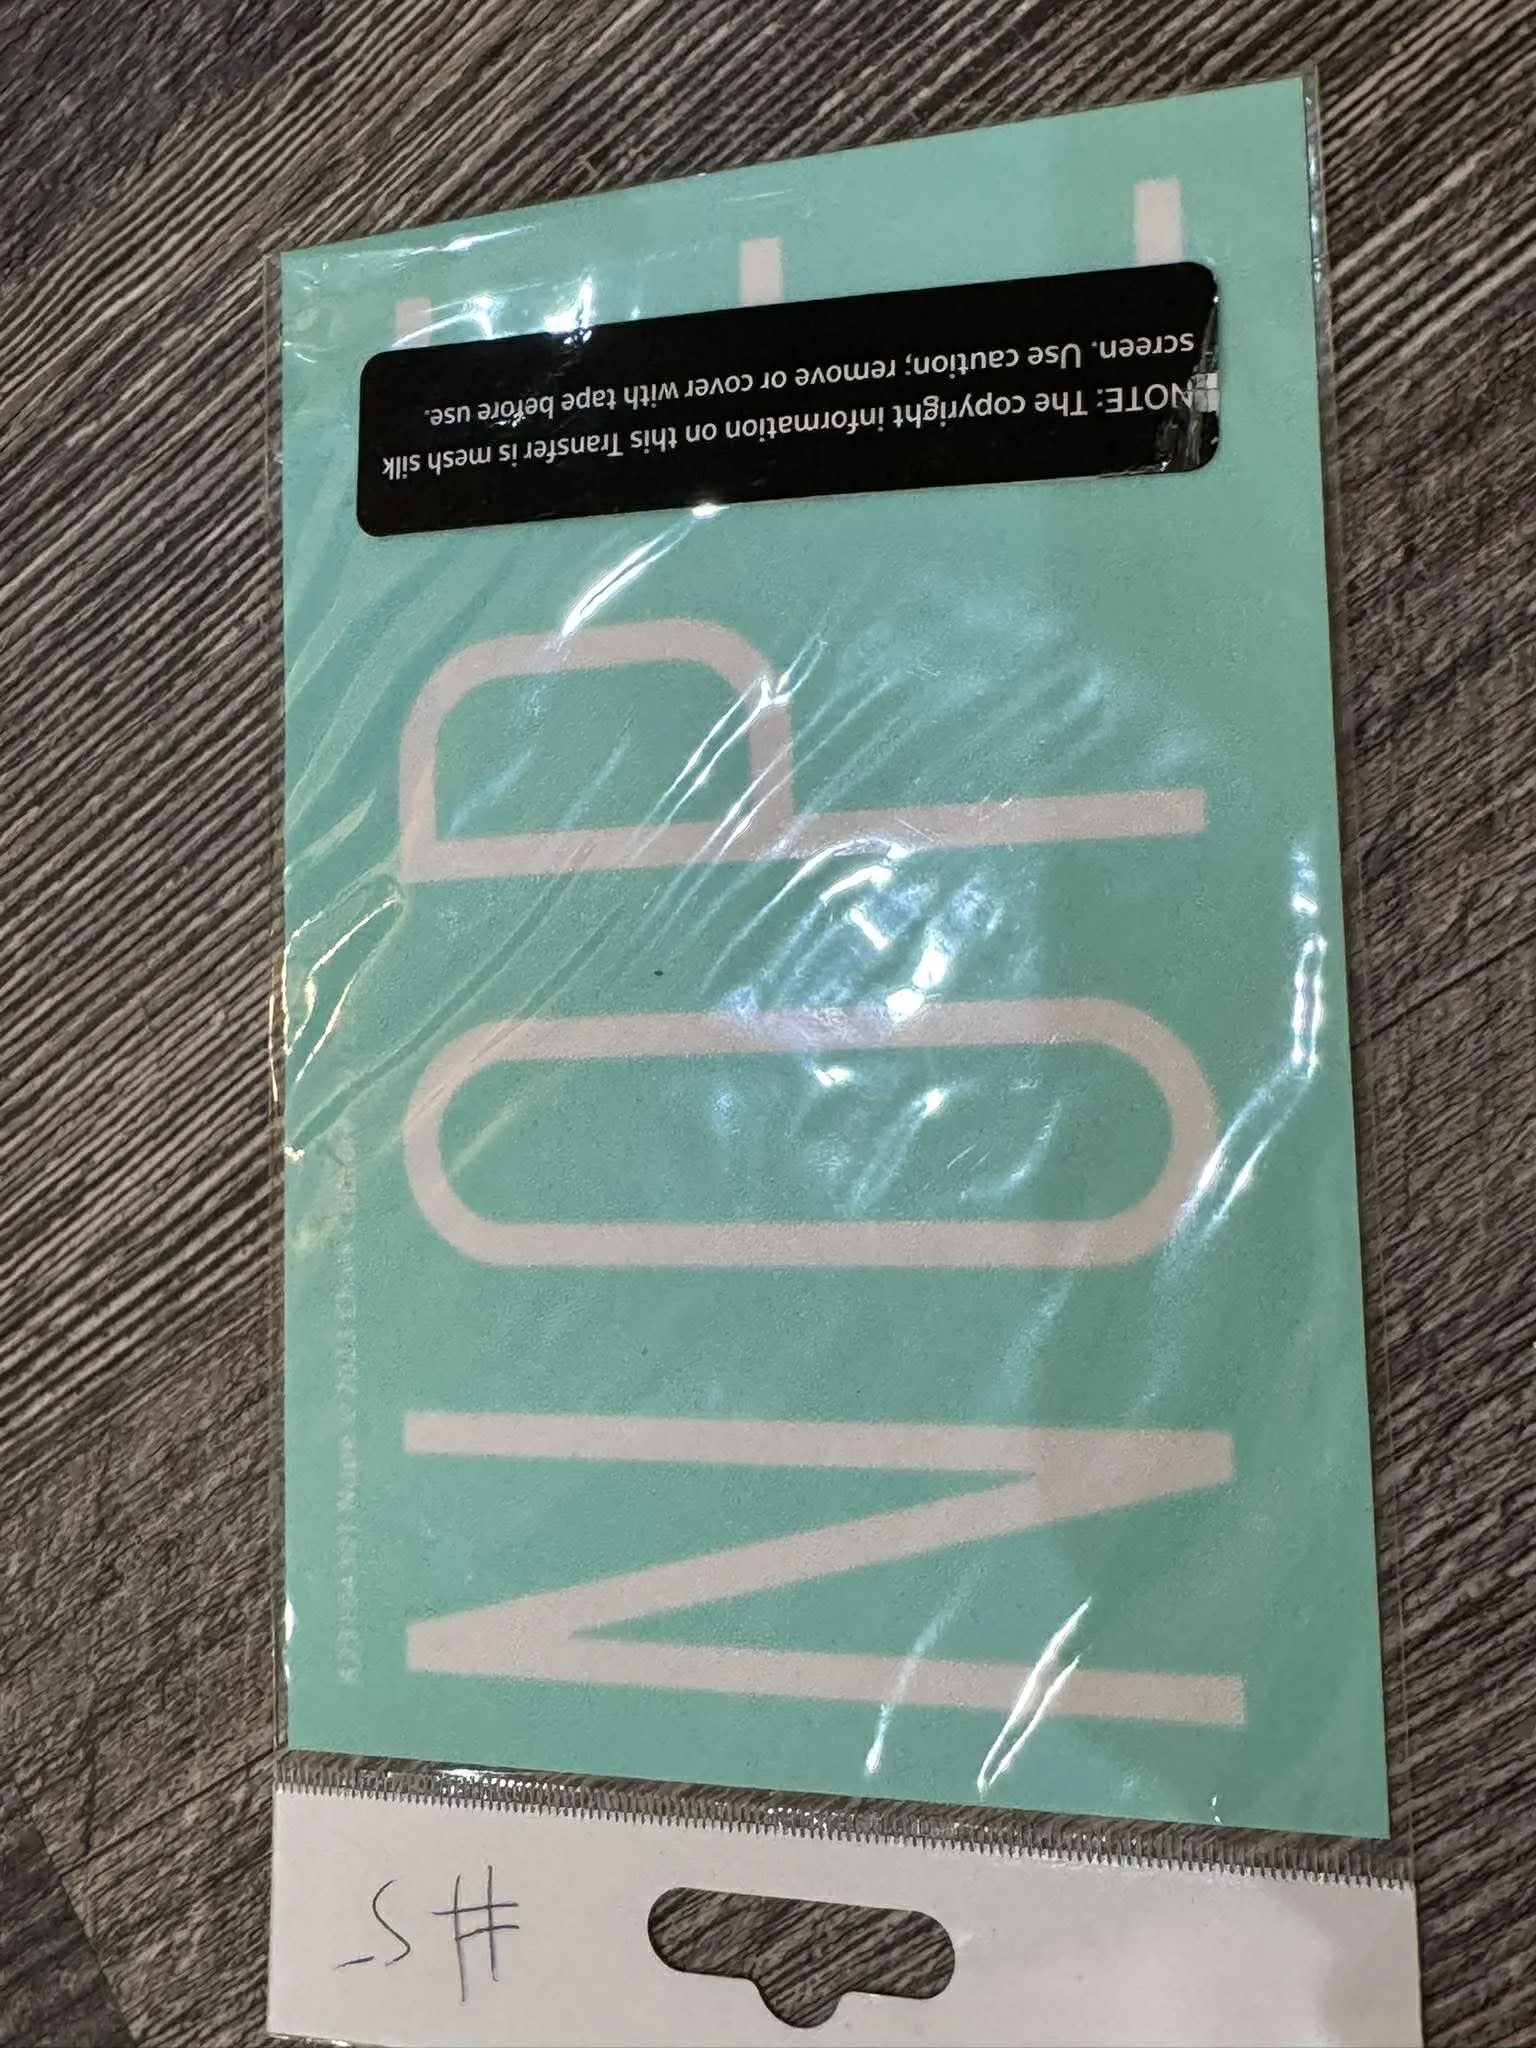 NOPE
NOTE: The copyright information on this Transfer is mesh silk
screen. Use caution; remove or cover with tape before use.
#5-